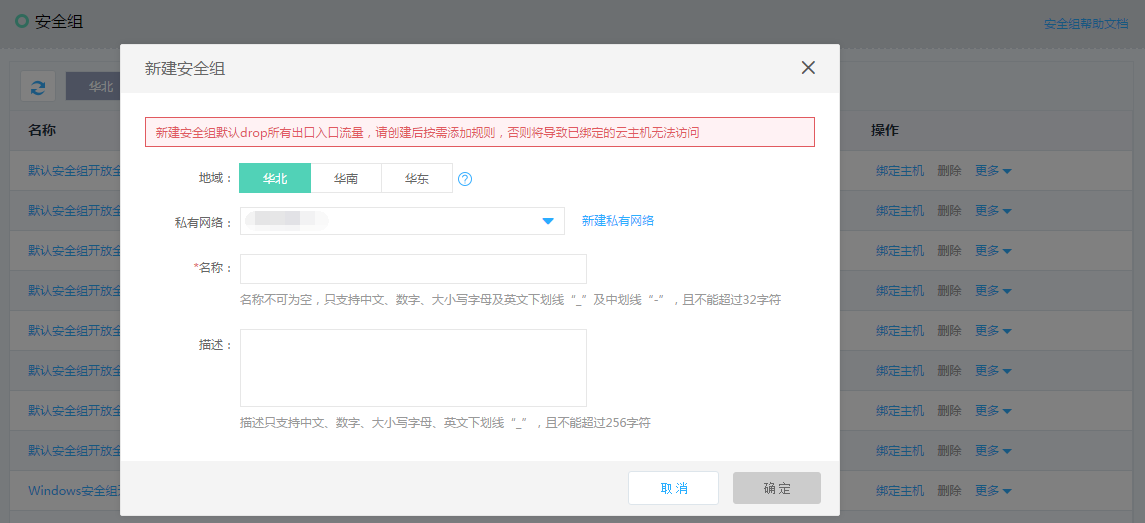 安全组
安全组帮助文档
新建安全组
华北
新建安全组默认drop所有出口入口流量，请创建后按需添加规则，否则将导致已绑定的云主机无法访问
名称
操作
地域：
华北
华南
华东
默认安全组开放全
绑定主机 删除 更多
私有网络：
新建私有网络
默认安全组开放全
绑定主机 删除 更多
*名称：
默认安全组开放全
绑定主机 删除 更多
名称不可为空，只支持中文、数字、大小写字母及英文下划线“_”及中划线“-”，且不能超过32字符
默认安全组开放全
绑定主机 删除 更多
描述：
默认安全组开放全
绑定主机 删除 更多
默认安全组开放全
绑定主机 删除 更多
默认安全组开放全
绑定主机 删除 更多
描述只支持中文、数字、大小写字母、英文下划线“_”，且不能超过256字符
默认安全组开放全
绑定主机 删除 更多
Windows安全组
绑定主机 删除 更多
取消
确定